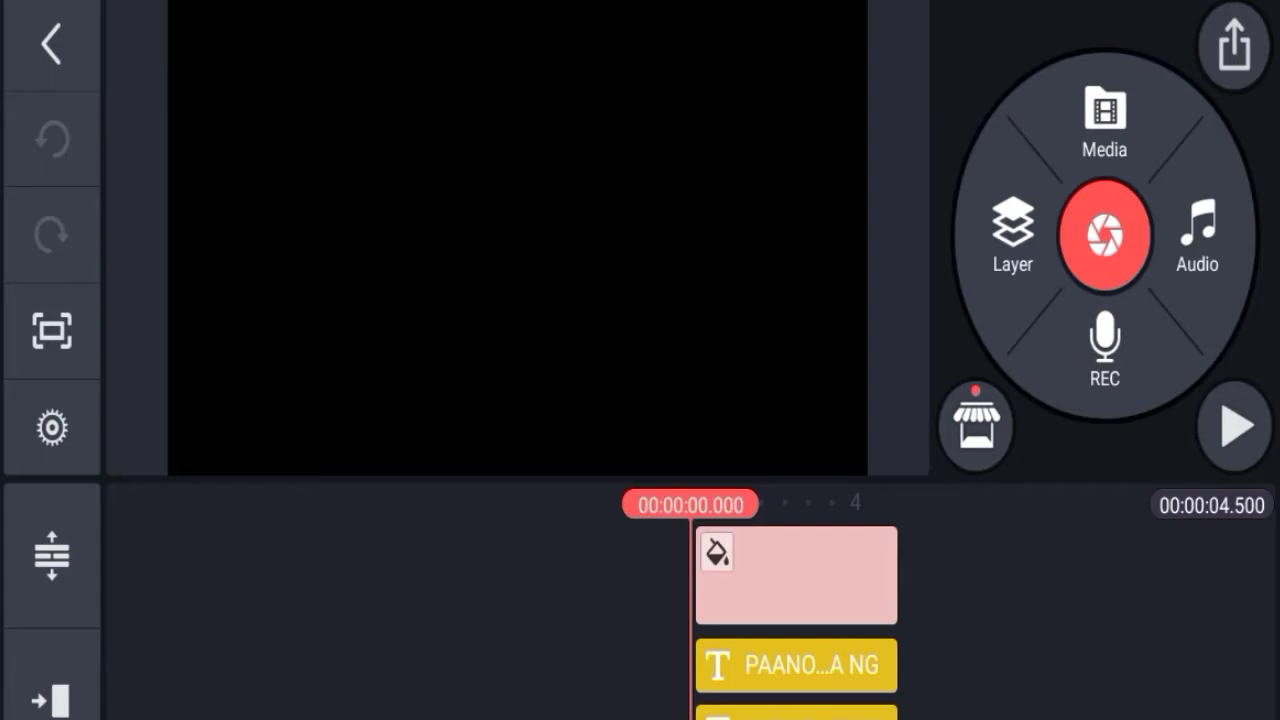 Media
Layer
Audio
REC
00:00:00.000
4
00:00:04.500
T PAANO...A NG